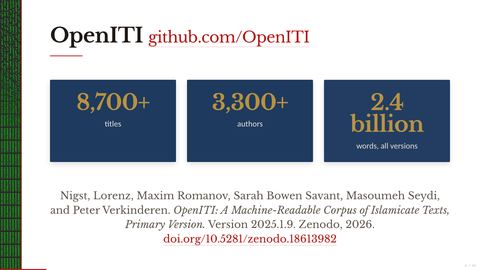 OpenITI github.com/OpenITI
8,700+
titles
3,300+
authors
2.4
billion
words, all versions
Nigst, Lorenz, Maxim Romanov, Sarah Bowen Savant, Masoumeh Seydi,
and Peter Verkinderen. OpenITI: A Machine-Readable Corpus of Islamicate Texts,
Primary Version. Version 2025.1.9. Zenodo, 2026.
doi.org/10.5281/zenodo.18613982